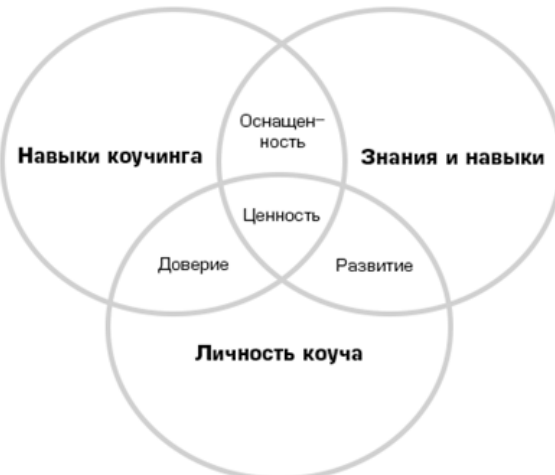 Оснащен-
ность
Навыки коучинга
Знания и навыки
Ценность
Доверие
Развитие
Личность коуча